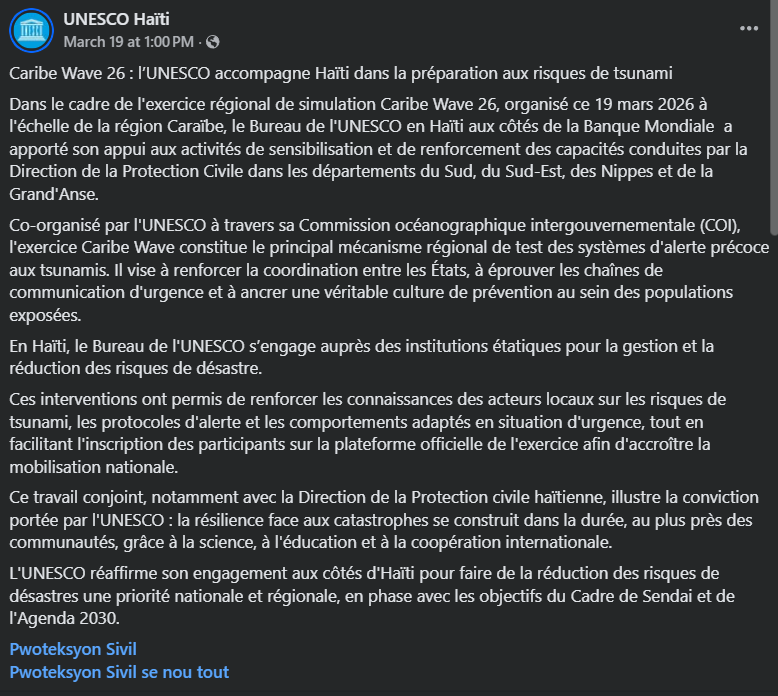 UNESCO Haïti
March 19 at 1:00 PM ·
Caribe Wave 26 : l’UNESCO accompagne Haïti dans la préparation aux risques de tsunami
Dans le cadre de l'exercice régional de simulation Caribe Wave 26, organisé ce 19 mars 2026 à
l'échelle de la région Caraïbe, le Bureau de l'UNESCO en Haïti aux côtés de la Banque Mondiale a
apporté son appui aux activités de sensibilisation et de renforcement des capacités conduites par la
Direction de la Protection Civile dans les départements du Sud, du Sud-Est, des Nippes et de la
Grand'Anse.
Co-organisé par l'UNESCO à travers sa Commission océanographique intergouvernementale (COI),
l'exercice Caribe Wave constitue le principal mécanisme régional de test des systèmes d'alerte précoce
aux tsunamis. Il vise à renforcer la coordination entre les États, à éprouver les chaînes de
communication d'urgence et à ancrer une véritable culture de prévention au sein des populations
exposées.
En Haïti, le Bureau de l'UNESCO s’engage auprès des institutions étatiques pour la gestion et la
réduction des risques de désastre.
Ces interventions ont permis de renforcer les connaissances des acteurs locaux sur les risques de
tsunami, les protocoles d'alerte et les comportements adaptés en situation d'urgence, tout en
facilitant l'inscription des participants sur la plateforme officielle de l'exercice afin d'accroître la
mobilisation nationale.
Ce travail conjoint, notamment avec la Direction de la Protection civile haïtienne, illustre la conviction
portée par l'UNESCO : la résilience face aux catastrophes se construit dans la durée, au plus près des
communautés, grâce à la science, à l'éducation et à la coopération internationale.
L'UNESCO réaffirme son engagement aux côtés d'Haïti pour faire de la réduction des risques de
désastres une priorité nationale et régionale, en phase avec les objectifs du Cadre de Sendai et de
l'Agenda 2030.
Pwoteksyon Sivil
Pwoteksyon Sivil se nou tout